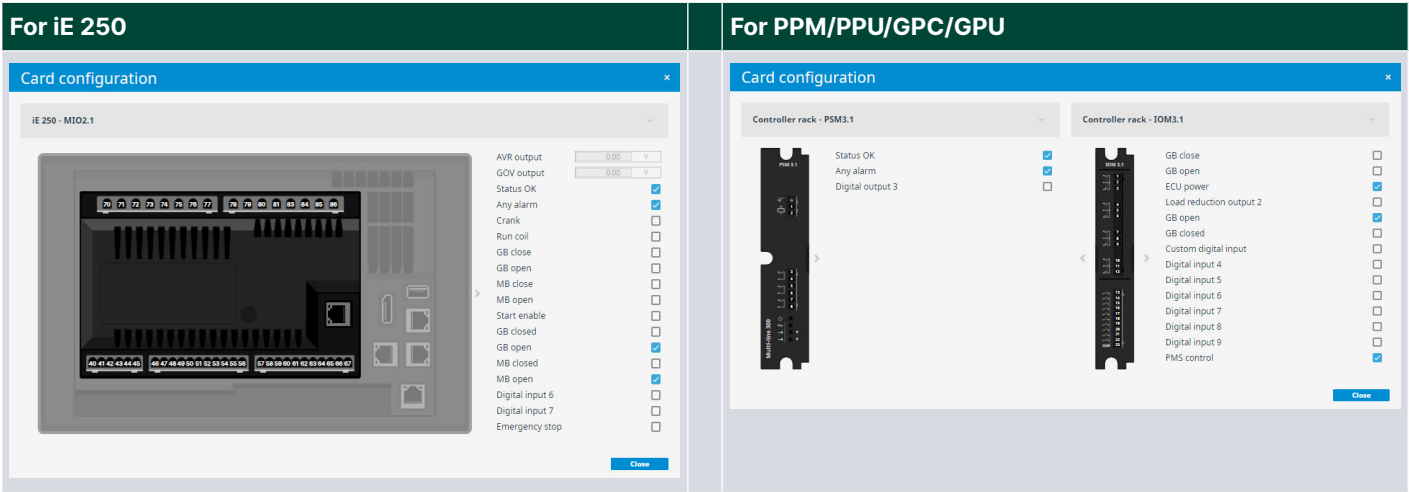 For iE 250
For PPM/PPU/GPC/GPU
Card configuration ×
iE 250 - MIO2.1
AVR output 0.00 V
GOV output 0.00 V
Status OK
Any alarm
Crank
Run coil
GB close
GB open
MB close
MB open
Start enable
GB closed
GB open
MB closed
MB open
Digital input 6
Digital input 7
Emergency stop
70 71 72 73 74 75 76 77 78 79 80 81 82 83 84 85 86
40 41 42 43 44 45 46 47 48 49 50 51 52 53 54 55 56 57 58 59 60 61 62 63 64 65 66 67
Close
Card configuration ×
Controller rack - PSM3.1
PSM 3.1
Multi-line 300
Status OK
Any alarm
Digital output 3
Controller rack - IOM3.1
IOM 3.1
GB close
GB open
ECU power
Load reduction output 2
GB open
GB closed
Custom digital input
Digital input 4
Digital input 5
Digital input 6
Digital input 7
Digital input 8
Digital input 9
PMS control
Close